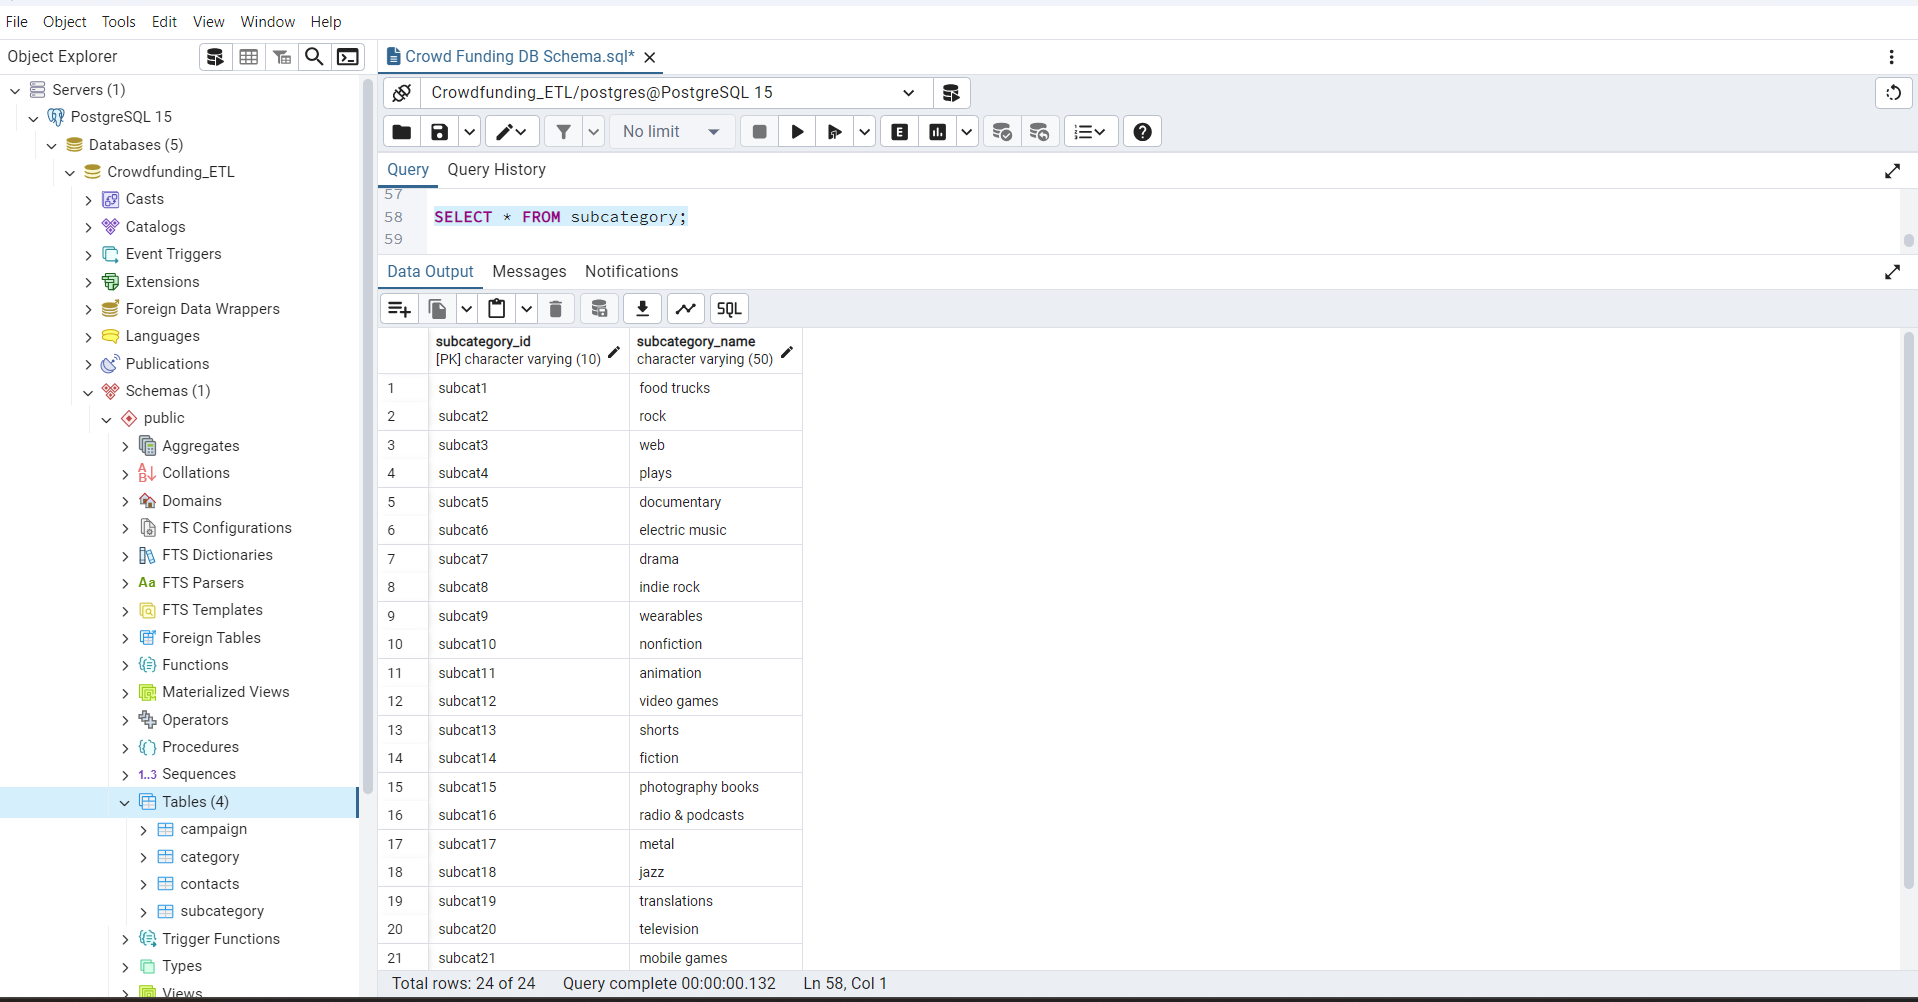 File Object Tools Edit View Window Help
Object Explorer
Servers (1)
PostgreSQL 15
Databases (5)
Crowdfunding_ETL
Casts
Catalogs
Event Triggers
Extensions
Foreign Data Wrappers
Languages
Publications
Schemas (1)
public
Aggregates
Collations
Domains
FTS Configurations
FTS Dictionaries
Aa FTS Parsers
FTS Templates
Foreign Tables
Functions
Materialized Views
Operators
Procedures
1..3 Sequences
Tables (4)
campaign
category
contacts
subcategory
Trigger Functions
Types
Views
Crowd Funding DB Schema.sql*
Crowdfunding_ETL/postgres@PostgreSQL 15
No limit E
Query Query History
57
58 SELECT * FROM subcategory;
59
Data Output Messages Notifications
SQL
subcategory_id subcategory_name
[PK] character varying (10) character varying (50)
1 subcat1 food trucks
2 subcat2 rock
3 subcat3 web
4 subcat4 plays
5 subcat5 documentary
6 subcat6 electric music
7 subcat7 drama
8 subcat8 indie rock
9 subcat9 wearables
10 subcat10 nonfiction
11 subcat11 animation
12 subcat12 video games
13 subcat13 shorts
14 subcat14 fiction
15 subcat15 photography books
16 subcat16 radio & podcasts
17 subcat17 metal
18 subcat18 jazz
19 subcat19 translations
20 subcat20 television
21 subcat21 mobile games
Total rows: 24 of 24 Query complete 00:00:00.132 Ln 58, Col 1